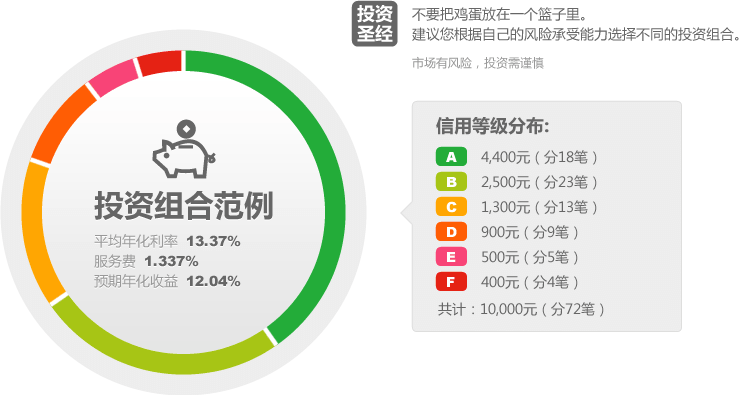 投资
圣经
不要把鸡蛋放在一个篮子里。
建议您根据自己的风险承受能力选择不同的投资组合。
市场有风险，投资需谨慎
投资组合范例
平均年化利率 13.37%
服务费 1.337%
预期年化收益 12.04%
信用等级分布:
A 4,400元（分18笔）
B 2,500元（分23笔）
C 1,300元（分13笔）
D 900元（分9笔）
E 500元（分5笔）
F 400元（分4笔）
共计：10,000元（分72笔）